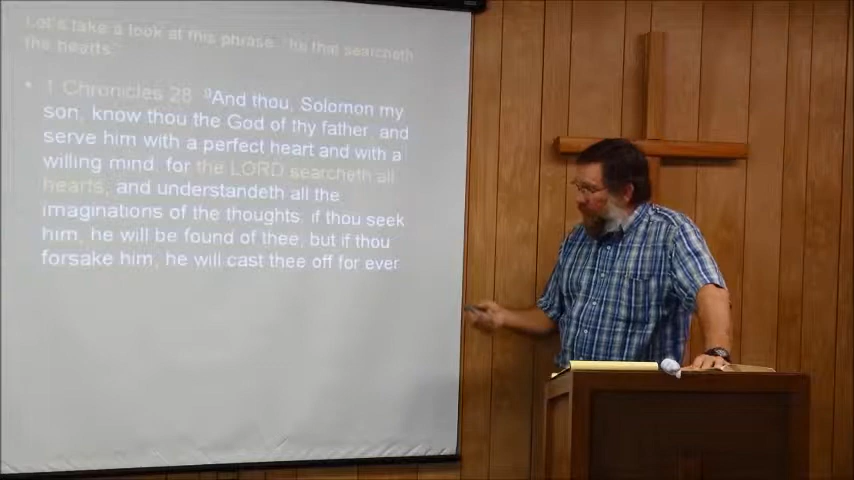 Let's take a look at this phrase "he that searcheth
the hearts."
• 1 Chronicles 28 ⁹And thou, Solomon my
son, know thou the God of thy father, and
serve him with a perfect heart and with a
willing mind: for the LORD searcheth all
hearts, and understandeth all the
imaginations of the thoughts: if thou seek
him, he will be found of thee; but if thou
forsake him, he will cast thee off for ever